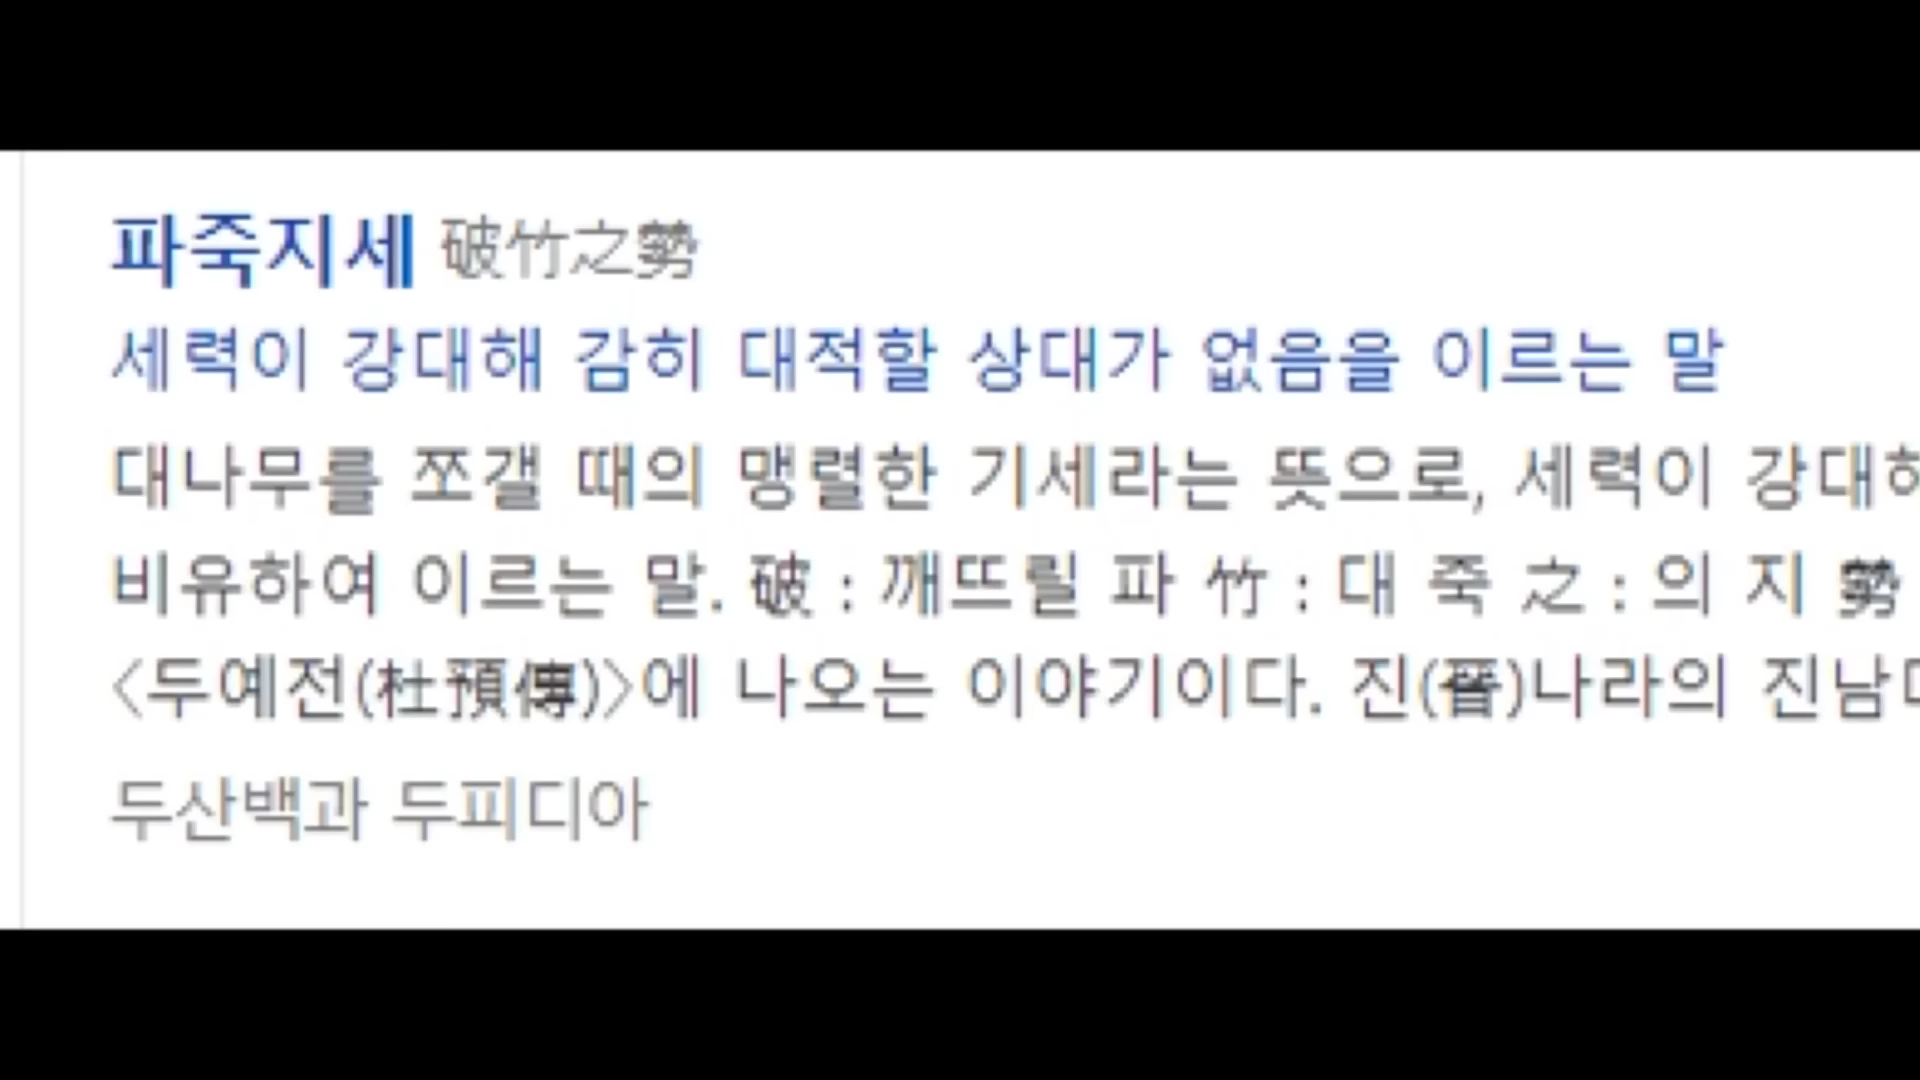 파죽지세 破竹之勢
세력이 강대해 감히 대적할 상대가 없음을 이르는 말
대나무를 쪼갤 때의 맹렬한 기세라는 뜻으로, 세력이 강대
비유하여 이르는 말. 破 : 깨뜨릴 파 竹 : 대 죽 之 : 의 지 勢
〈두예전(杜預傳)〉에 나오는 이야기이다. 진(晉)나라의 진남
두산백과 두피디아